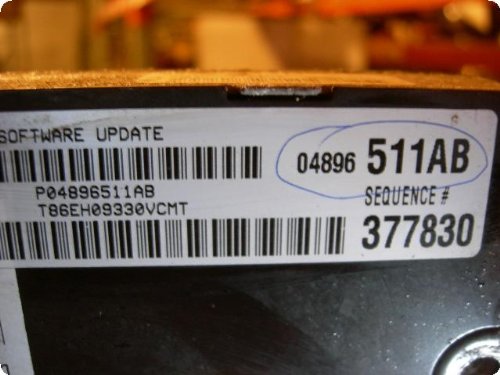 SOFTWARE UPDATE
04896 511AB
P04896511AB
SEQUENCE #
T86EH09330VCMT
377830